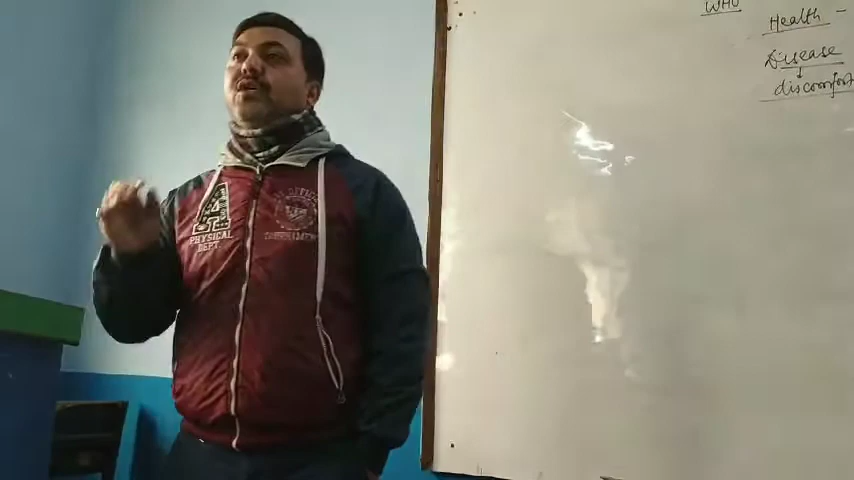 WHO
Health -
Disease
discomfort
A
PHYSICAL
DEPT.